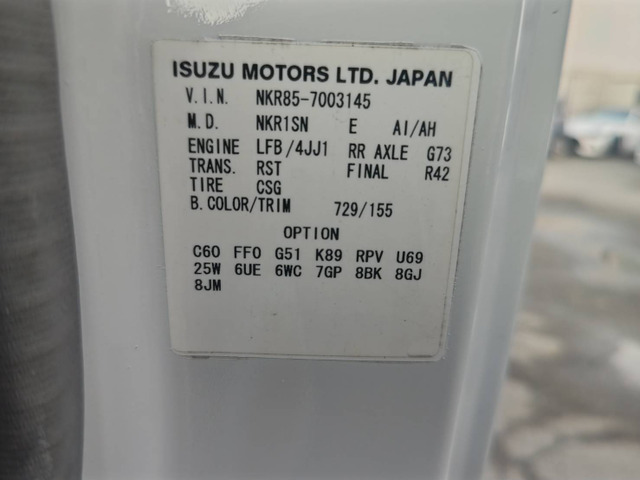 ISUZU MOTORS LTD. JAPAN
V.I.N. NKR85-7003145
M.D. NKR1SN E AI/AH
ENGINE LFB/4JJ1 RR AXLE G73
TRANS. RST FINAL R42
TIRE CSG
B.COLOR/TRIM 729/155
OPTION
C60 FF0 G51 K89 RPV U69
25W 6UE 6WC 7GP 8BK 8GJ
8JM